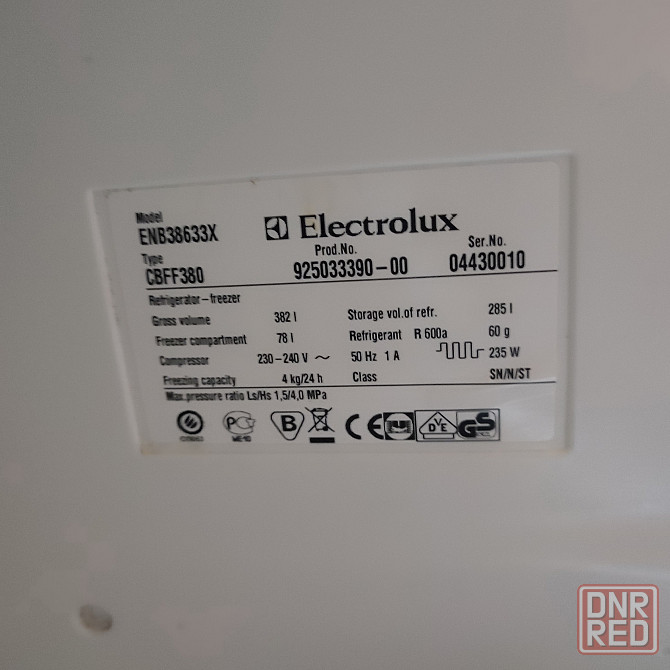 Model
ENB38633X
Electrolux
Type
CBFF380
Prod.No.
925033390-00
Ser.No.
04430010
Refrigerator-freezer
Gross volume 382 l
Storage vol.of refr. 285 l
Freezer compartment 78 l
Refrigerant R 600a 60 g
Compressor 230-240 V ~ 50 Hz 1 A 235 W
Freezing capacity 4 kg/24 h
Class SN/N/ST
Max.pressure ratio Ls/Hs 1,5/4,0 MPa
B CE DVE GS
DNR
RED